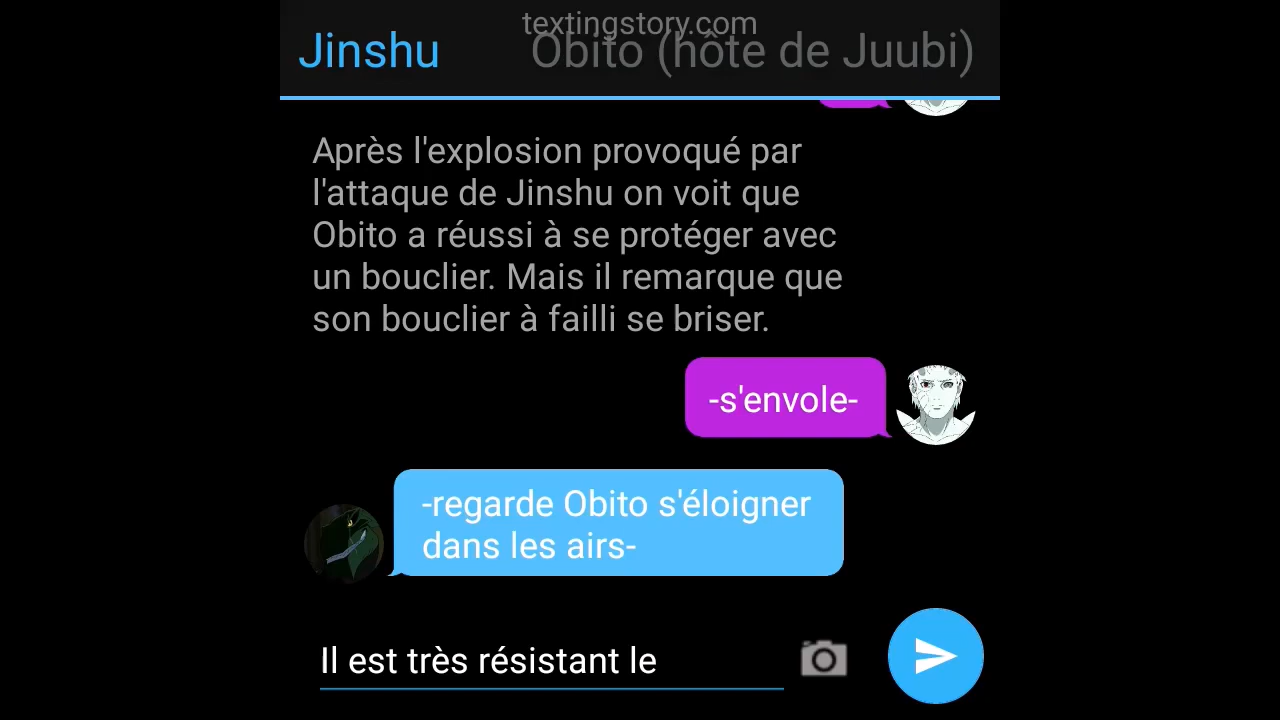 textingstory.com
Jinshu
Obito (hôte de Juubi)
Après l'explosion provoqué par
l'attaque de Jinshu on voit que
Obito a réussi à se protéger avec
un bouclier. Mais il remarque que
son bouclier à failli se briser.
-s'envole-
-regarde Obito s'éloigner
dans les airs-
Il est très résistant le